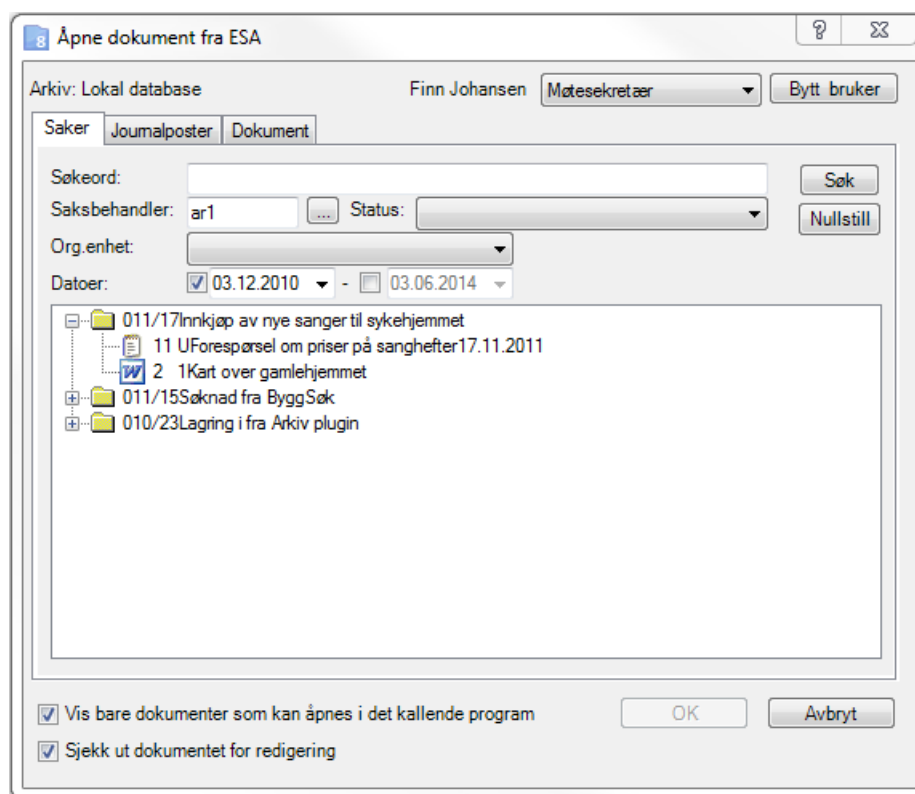 Åpne dokument fra ESA
Arkiv: Lokal database Finn Johansen Møtesekretær Bytt bruker
Saker Journalposter Dokument
Søkeord: Søk
Saksbehandler: ar1 ... Status: Nullstill
Org.enhet:
Datoer: 03.12.2010 - 03.06.2014
011/17Innkjøp av nye sanger til sykehjemmet
11 UForespørsel om priser på sanghefter17.11.2011
2 1Kart over gamlehjemmet
011/15Søknad fra ByggSøk
010/23Lagring i fra Arkiv plugin
Vis bare dokumenter som kan åpnes i det kallende program OK Avbryt
Sjekk ut dokumentet for redigering